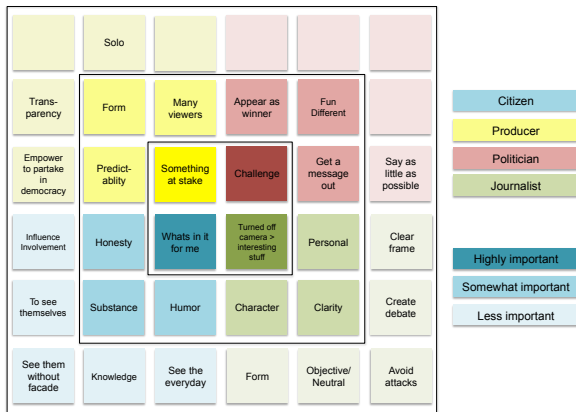 Solo
Trans-
parency
Form
Many
viewers
Appear as
winner
Fun
Different
Empower
to partake
in
democracy
Predict-
ablity
Something
at stake
Challenge
Get a
message
out
Say as
little as
possible
Influence
Involvement
Honesty
Whats in it
for me
Turned off
camera >
interesting
stuff
Personal
Clear
frame
To see
themselves
Substance
Humor
Character
Clarity
Create
debate
See them
without
facade
Knowledge
See the
everyday
Form
Objective/
Neutral
Avoid
attacks
Citizen
Producer
Politician
Journalist
Highly important
Somewhat important
Less important